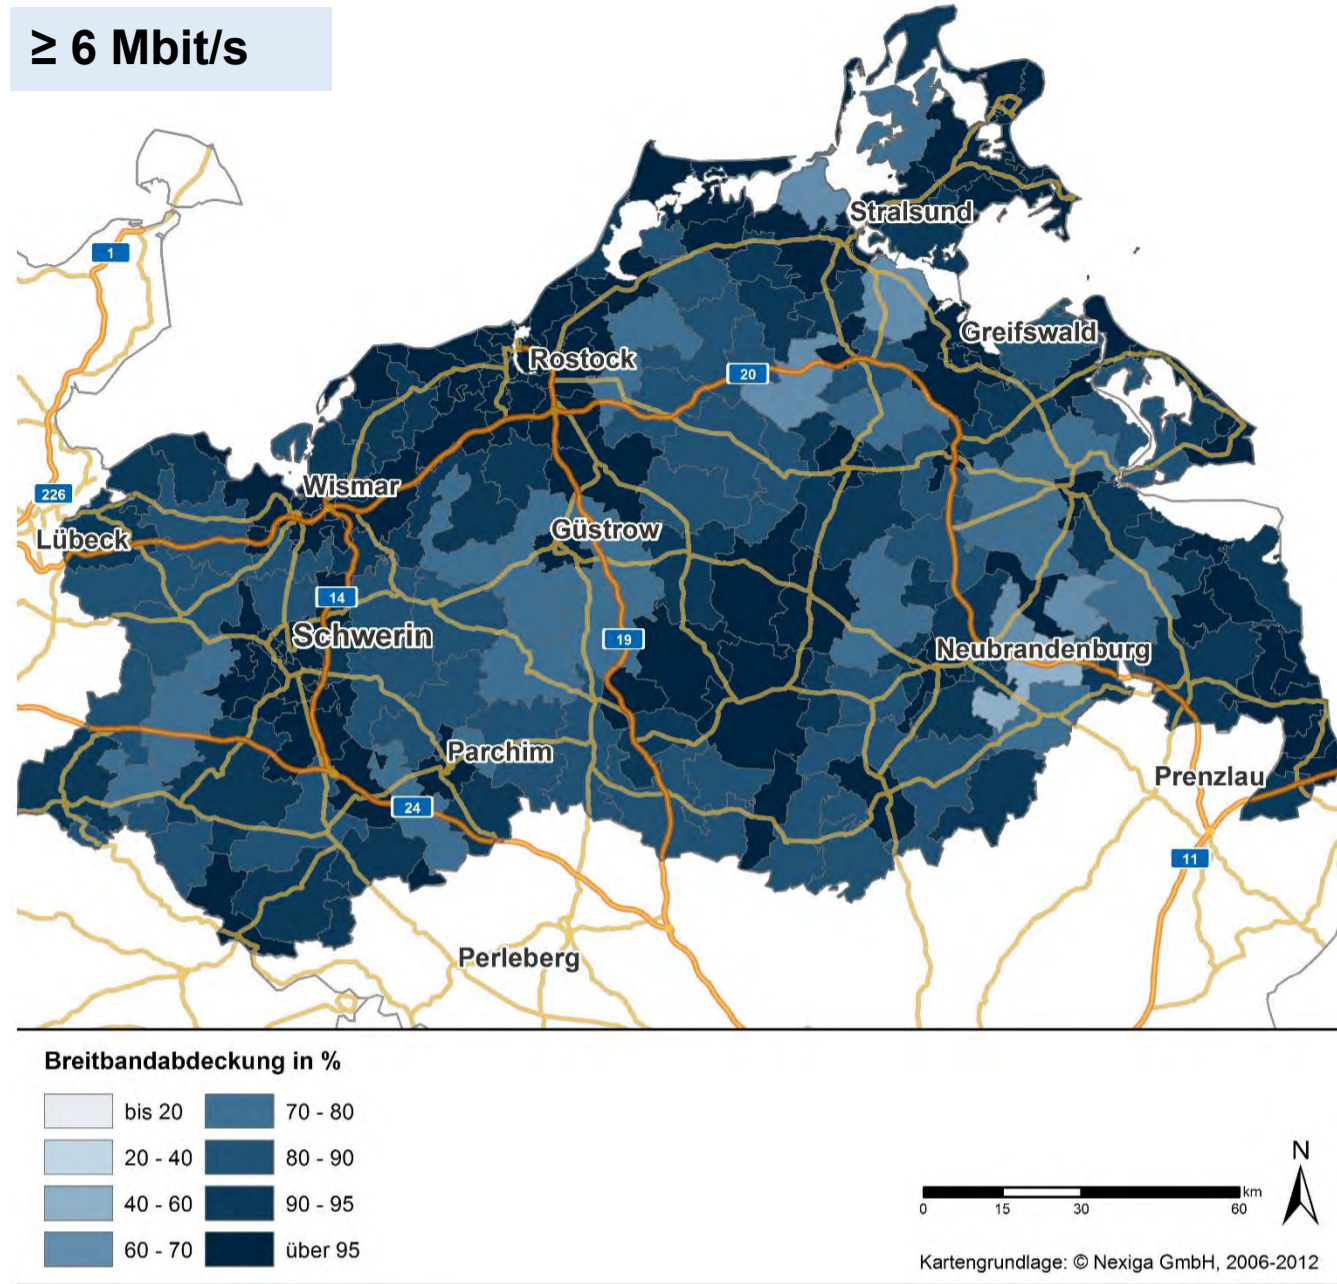 ≥ 6 Mbit/s
1
Stralsund
Greifswald
Rostock
20
Wismar
226
Güstrow
Lübeck
14
Schwerin
19
Neubrandenburg
Parchim
Prenzlau
24
11
Perleberg
Breitbandabdeckung in %
bis 20
70 - 80
20 - 40
80 - 90
40 - 60
90 - 95
60 - 70
über 95
N
km
0 15 30 60
Kartengrundlage: © Nexiga GmbH, 2006-2012